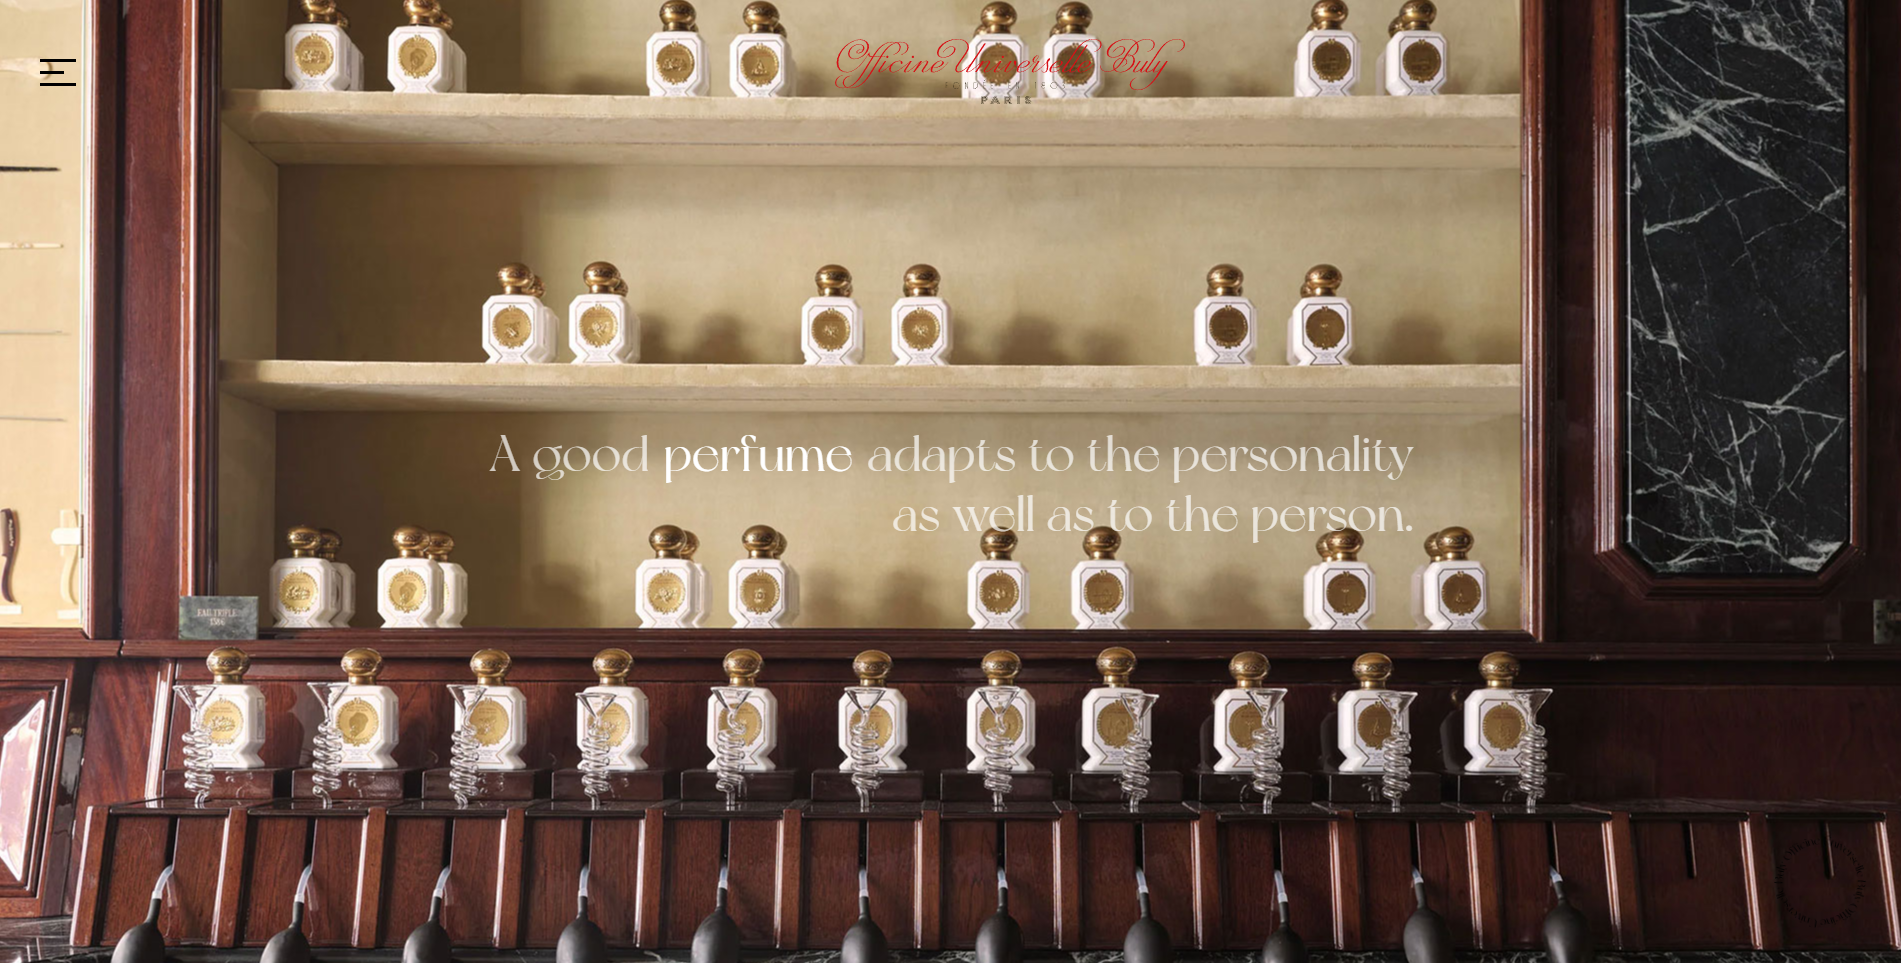 Officine Universelle Buly
FONDÉE EN 1803
PARIS
A good perfume adapts to the personality
as well as to the person.
EAU TRIPLE